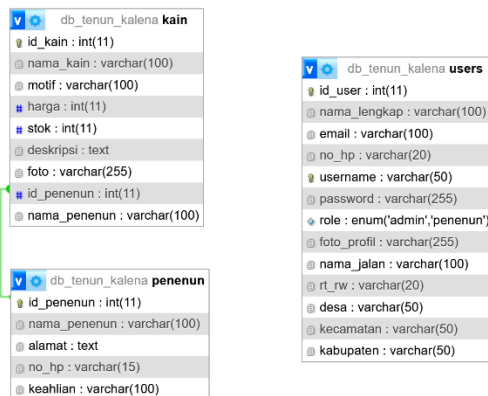 db_tenun_kalena kain
id_kain : int(11)
nama_kain : varchar(100)
motif : varchar(100)
harga : int(11)
stok : int(11)
deskripsi : text
foto : varchar(255)
id_penenun : int(11)
nama_penenun : varchar(100)
db_tenun_kalena penenun
id_penenun : int(11)
nama_penenun : varchar(100)
alamat : text
no_hp : varchar(15)
keahlian : varchar(100)
db_tenun_kalena users
id_user : int(11)
nama_lengkap : varchar(100)
email : varchar(100)
no_hp : varchar(20)
username : varchar(50)
password : varchar(255)
role : enum('admin','penenun')
foto_profil : varchar(255)
nama_jalan : varchar(100)
rt_rw : varchar(20)
desa : varchar(50)
kecamatan : varchar(50)
kabupaten : varchar(50)